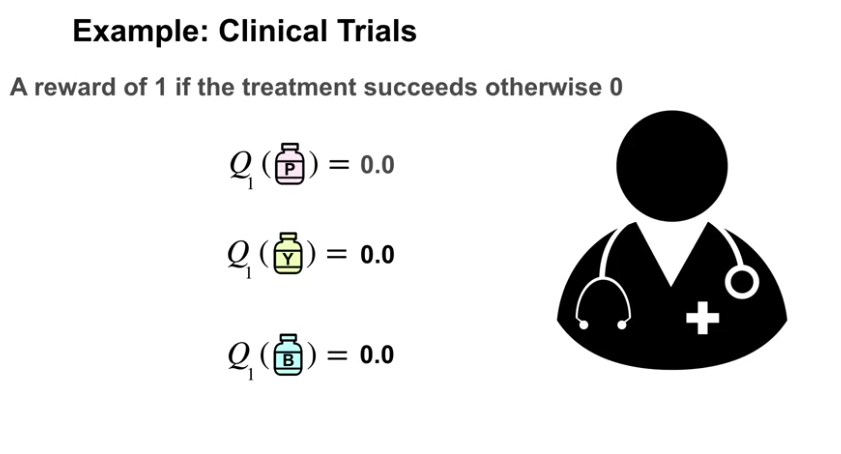 Example: Clinical Trials
A reward of 1 if the treatment succeeds otherwise 0
Q₁(P) = 0.0
Q₁(Y) = 0.0
Q₁(B) = 0.0